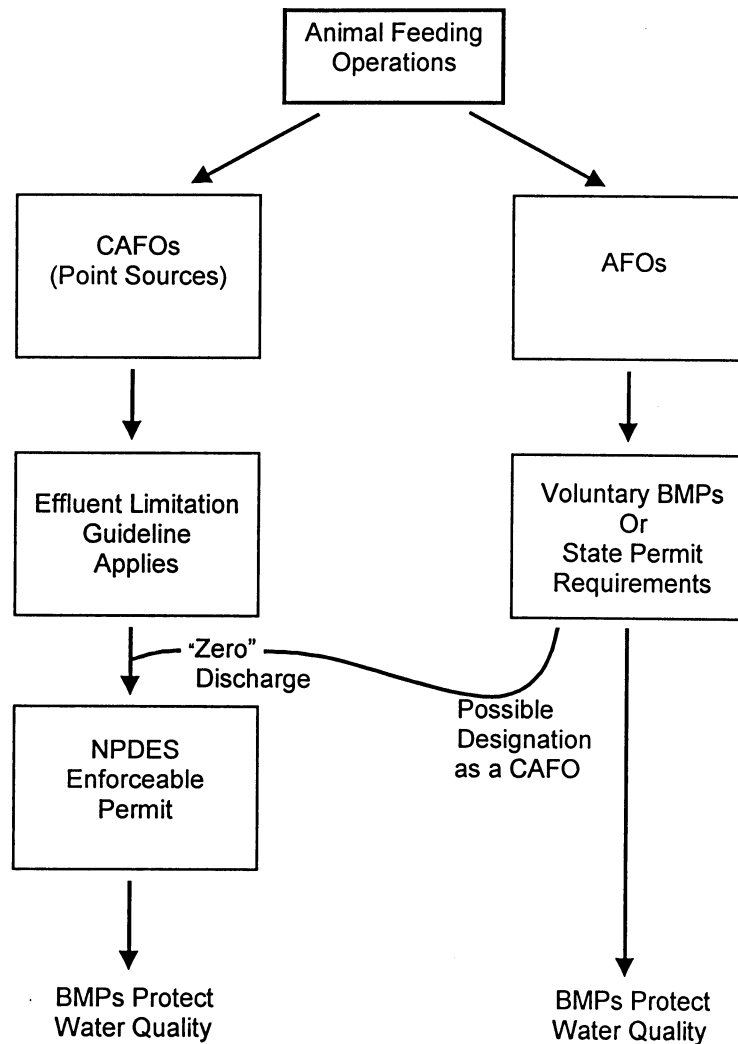 Animal Feeding
Operations
CAFOs
(Point Sources)
AFOs
Effluent Limitation
Guideline
Applies
Voluntary BMPs
Or
State Permit
Requirements
"Zero"
Discharge
Possible
Designation
as a CAFO
NPDES
Enforceable
Permit
BMPs Protect
Water Quality
BMPs Protect
Water Quality